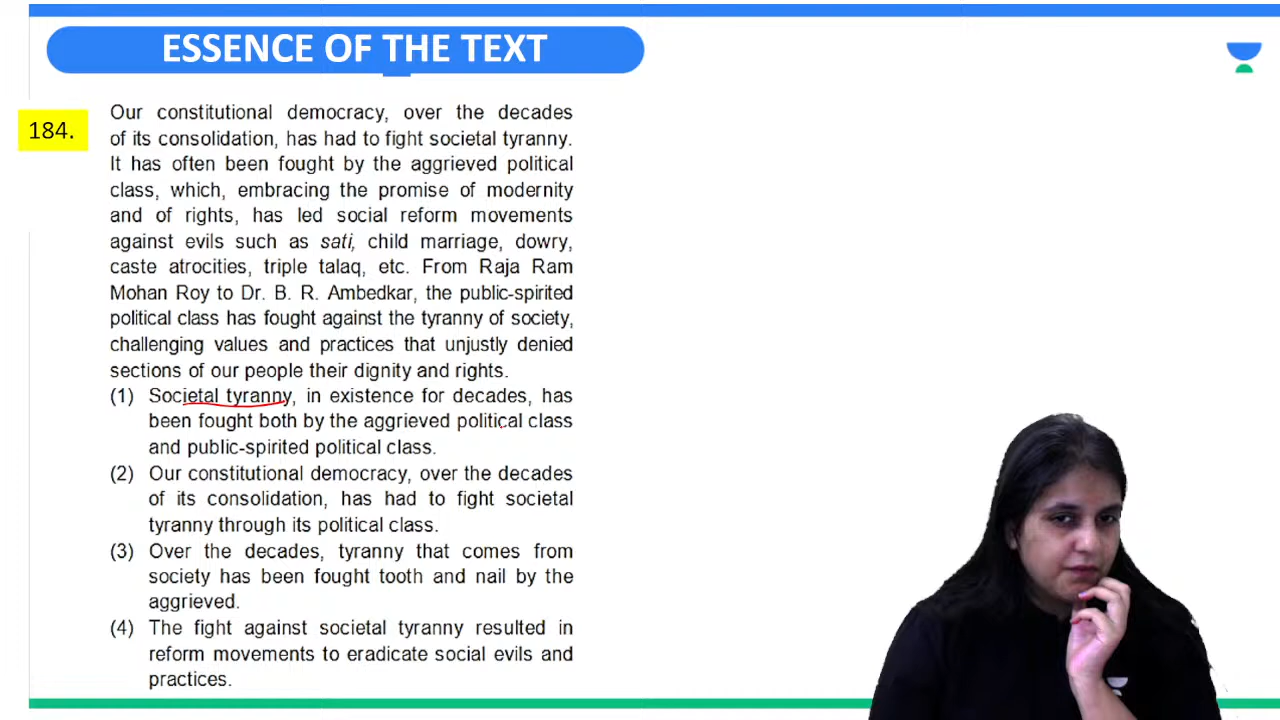 ESSENCE OF THE TEXT
184.
Our constitutional democracy, over the decades
of its consolidation, has had to fight societal tyranny.
It has often been fought by the aggrieved political
class, which, embracing the promise of modernity
and of rights, has led social reform movements
against evils such as sati, child marriage, dowry,
caste atrocities, triple talaq, etc. From Raja Ram
Mohan Roy to Dr. B. R. Ambedkar, the public-spirited
political class has fought against the tyranny of society,
challenging values and practices that unjustly denied
sections of our people their dignity and rights.
(1) Societal tyranny, in existence for decades, has
been fought both by the aggrieved political class
and public-spirited political class.
(2) Our constitutional democracy, over the decades
of its consolidation, has had to fight societal
tyranny through its political class.
(3) Over the decades, tyranny that comes from
society has been fought tooth and nail by the
aggrieved.
(4) The fight against societal tyranny resulted in
reform movements to eradicate social evils and
practices.